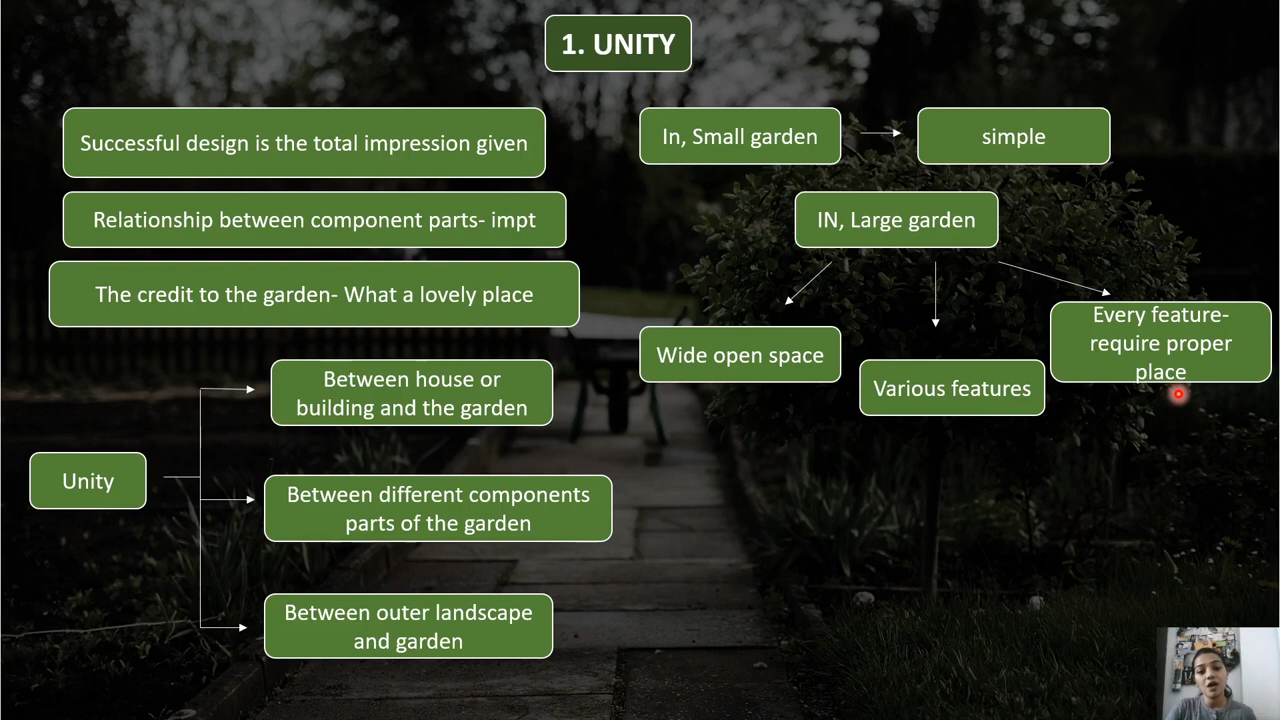 1. UNITY
Successful design is the total impression given
Relationship between component parts- impt
The credit to the garden- What a lovely place
Unity
Between house or
building and the garden
Between different components
parts of the garden
Between outer landscape
and garden
In, Small garden
simple
IN, Large garden
Wide open space
Various features
Every feature-
require proper
place